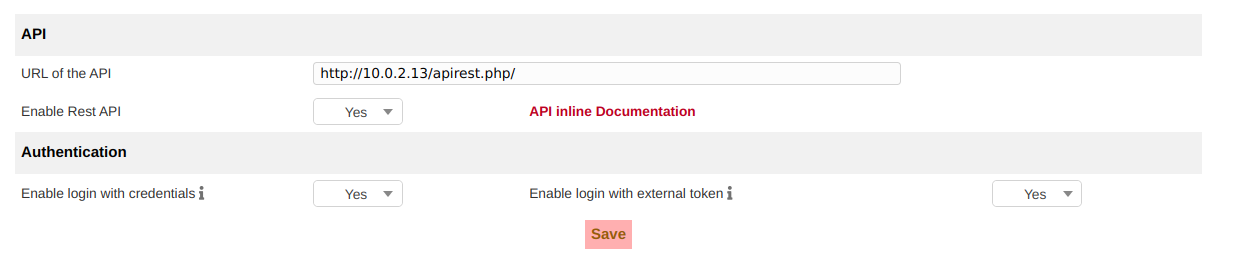 API
URL of the API http://10.0.2.13/apirest.php/
Enable Rest API Yes API inline Documentation
Authentication
Enable login with credentials Yes Enable login with external token Yes
Save